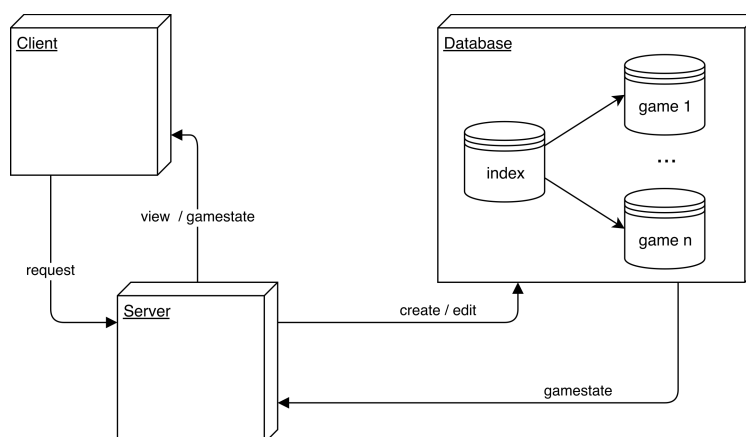 Client
Database
game 1
index
...
game n
view / gamestate
request
Server
create / edit
gamestate